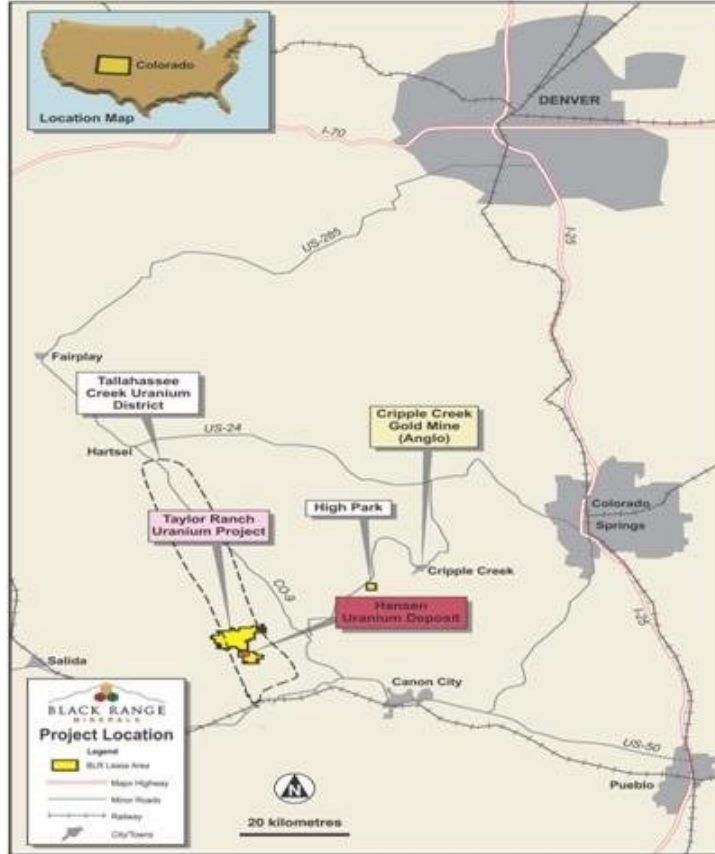 Colorado
Location Map
DENVER
I-70
US-285
I-25
Fairplay
Tallahassee
Creek Uranium
District
Cripple Creek
Gold Mine
(Anglo)
US-24
Hartsel
Colorado
Springs
High Park
Taylor Ranch
Uranium Project
Cripple Creek
CO-9
Hansen
Uranium Deposit
I-25
Salida
Canon City
BLACK RANGE
MINERALS
Project Location
Legend
BLR Lease Area
Major Highway
Minor Roads
Railway
City/Towns
US-50
Pueblo
N
20 kilometres